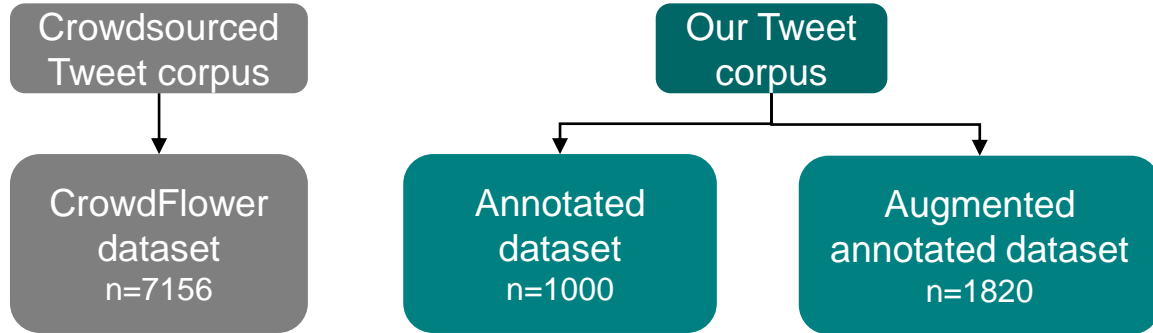 Crowdsourced
Tweet corpus
Our Tweet
corpus
CrowdFlower
dataset
n=7156
Annotated
dataset
n=1000
Augmented
annotated dataset
n=1820